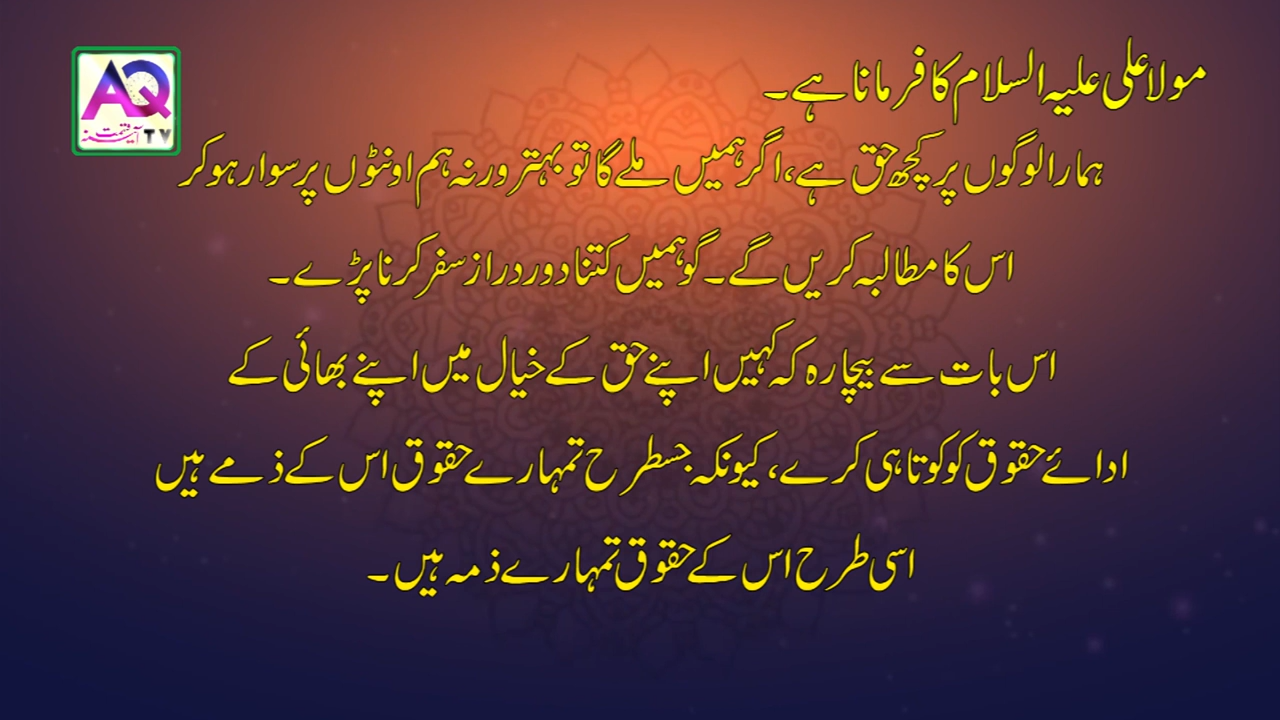 مولا علی علیہ السلام کا فرمانا ہے۔
AQ
آئینہ قسمت TV
ہمارا لوگوں پر کچھ حق ہے، اگر ہمیں ملے گا تو بہتر ورنہ ہم اونٹوں پر سوار ہو کر
اس کا مطالبہ کریں گے۔ گو ہمیں کتنا دور دراز سفر کرنا پڑے۔
اس بات سے بیچارہ کہ کہیں اپنے حق کے خیال میں اپنے بھائی کے
ادائے حقوق کو کوتاہی کرے، کیونکہ جسطرح تمہارے حقوق اس کے ذمے ہیں
اسی طرح اس کے حقوق تمہارے ذمہ ہیں۔